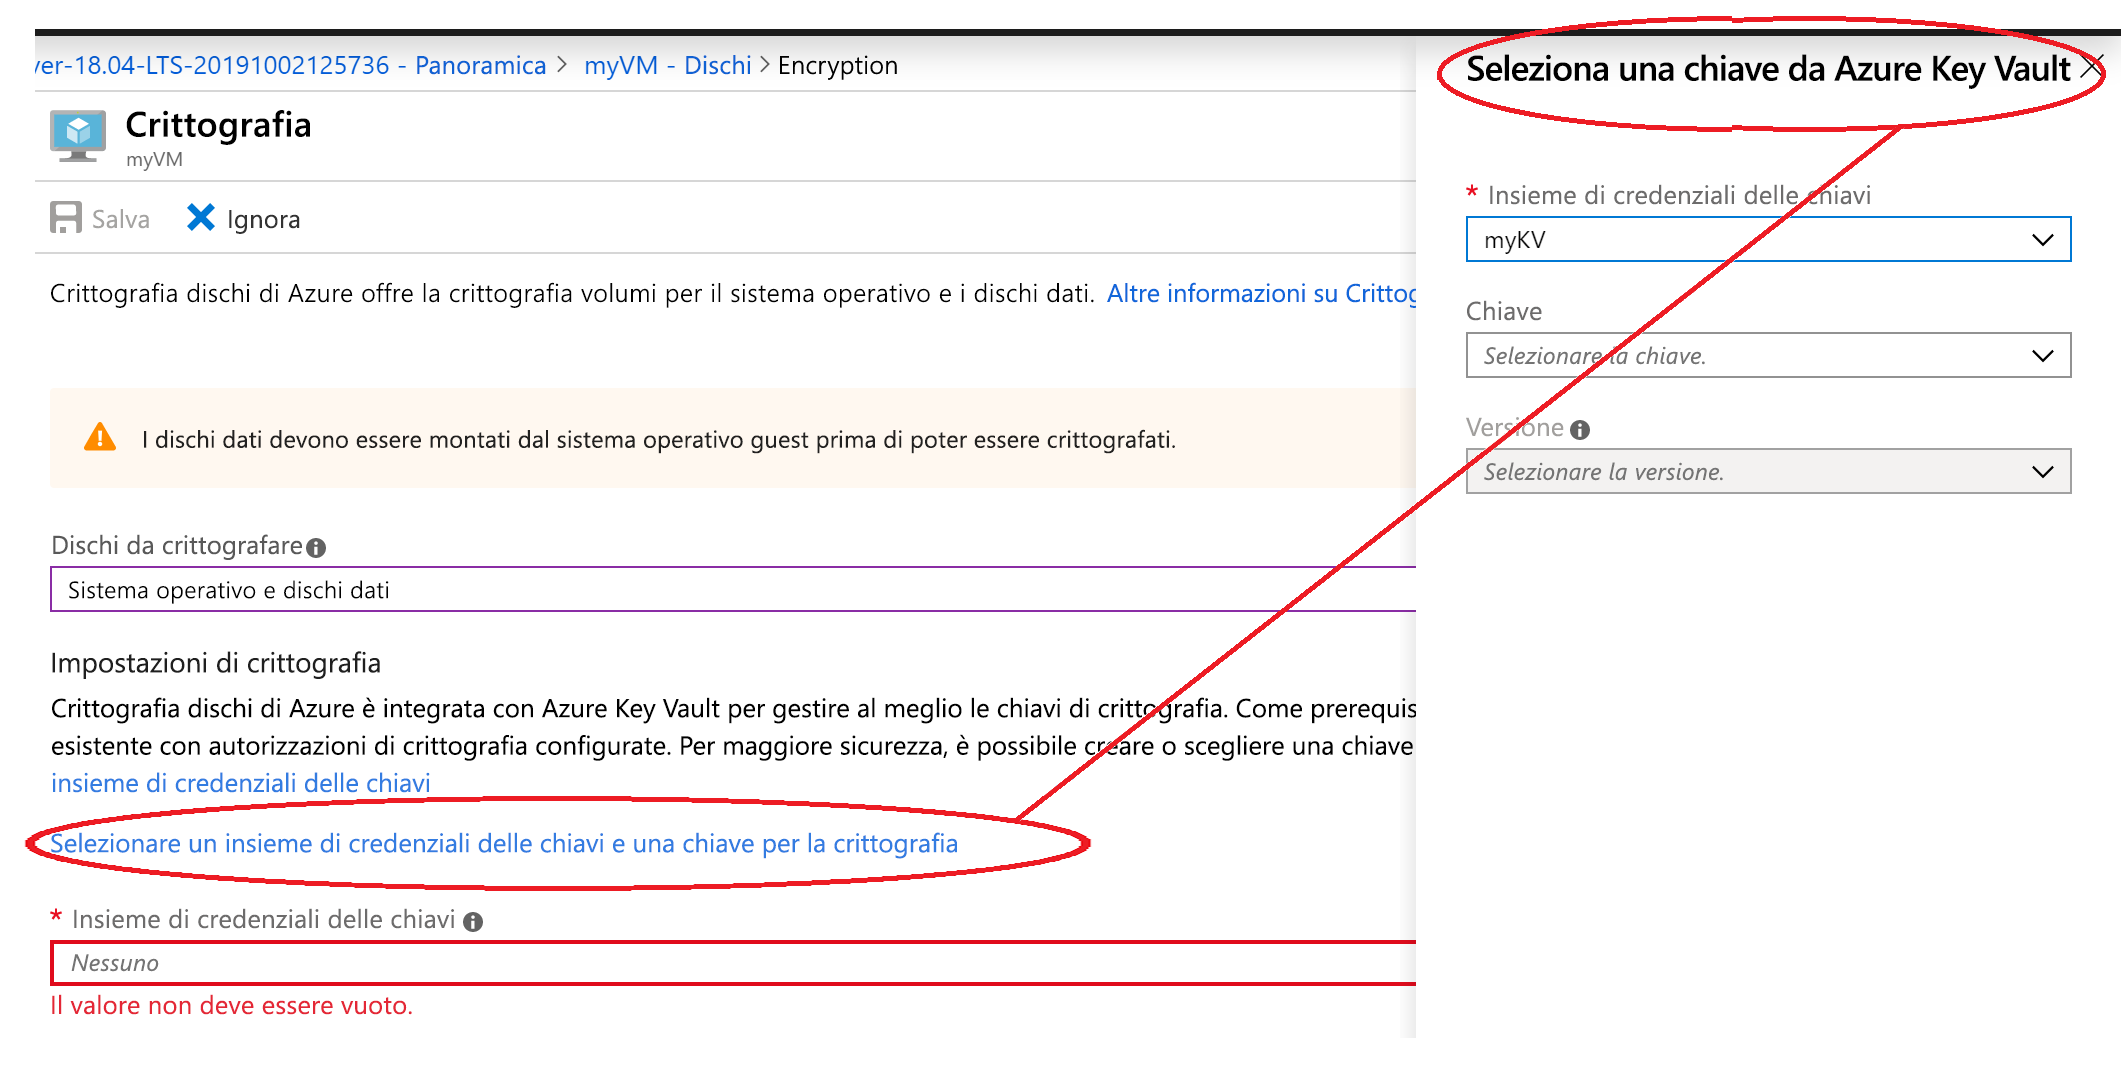 ver-18.04-LTS-20191002125736 - Panoramica > myVM - Dischi > Encryption
Crittografia
myVM
Salva Ignora
Crittografia dischi di Azure offre la crittografia volumi per il sistema operativo e i dischi dati. Altre informazioni su Crittog
I dischi dati devono essere montati dal sistema operativo guest prima di poter essere crittografati.
Dischi da crittografare
Sistema operativo e dischi dati
Impostazioni di crittografia
Crittografia dischi di Azure è integrata con Azure Key Vault per gestire al meglio le chiavi di crittografia. Come prerequis
esistente con autorizzazioni di crittografia configurate. Per maggiore sicurezza, è possibile creare o scegliere una chiave
insieme di credenziali delle chiavi
Selezionare un insieme di credenziali delle chiavi e una chiave per la crittografia
* Insieme di credenziali delle chiavi
Nessuno
Il valore non deve essere vuoto.
Seleziona una chiave da Azure Key Vault
* Insieme di credenziali delle chiavi
myKV
Chiave
Selezionare la chiave.
Versione
Selezionare la versione.